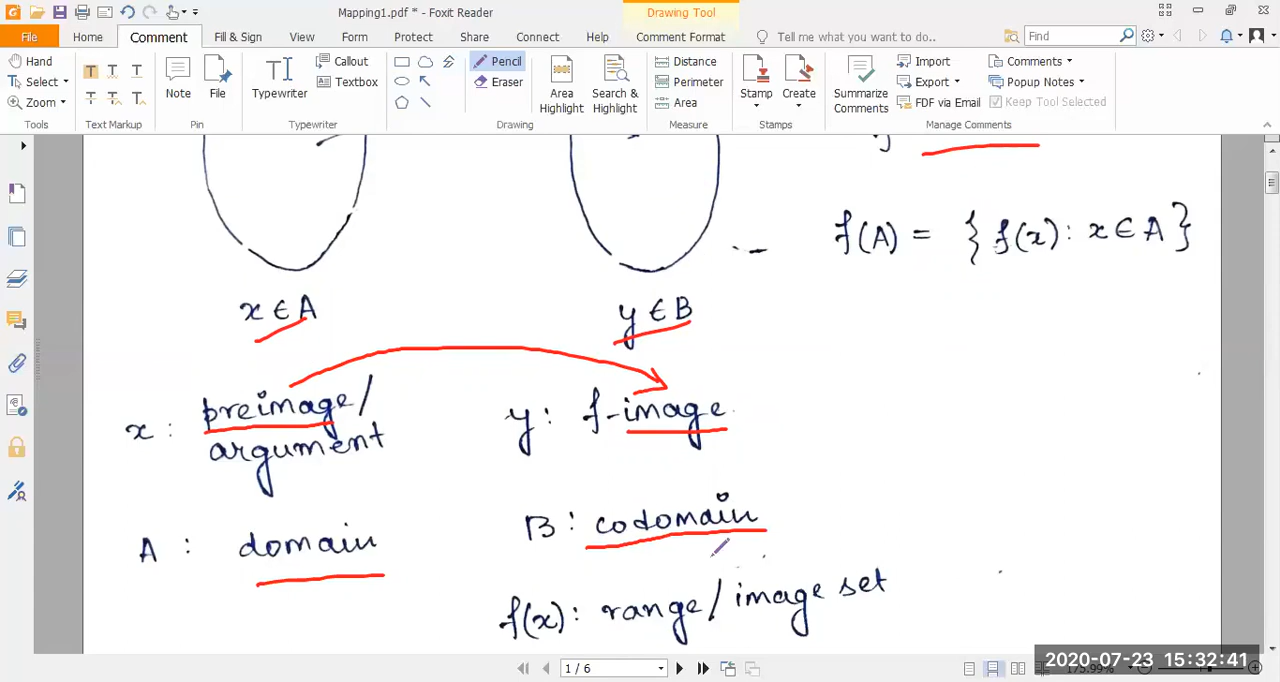 Mapping1.pdf * - Foxit Reader
Drawing Tool
File Home Comment Fill & Sign View Form Protect Share Connect Help Comment Format Tell me what you want to do.. Find
Hand
Select
Zoom
Tools
Text Markup
Note
File
Pin
Typewriter
Callout
Textbox
Typewriter
Pencil
Eraser
Drawing
Area Highlight
Search & Highlight
Distance
Perimeter
Area
Measure
Stamp
Create
Stamps
Summarize Comments
Import
Export
FDF via Email
Comments
Popup Notes
Keep Tool Selected
Manage Comments
f(A) = { f(x) : x ∈ A }
x ∈ A
y ∈ B
x : preimage/
argument
y : f-image
A : domain
B : codomain
f(x) : range / image set
1 / 6
2020-07-23 15:32:41